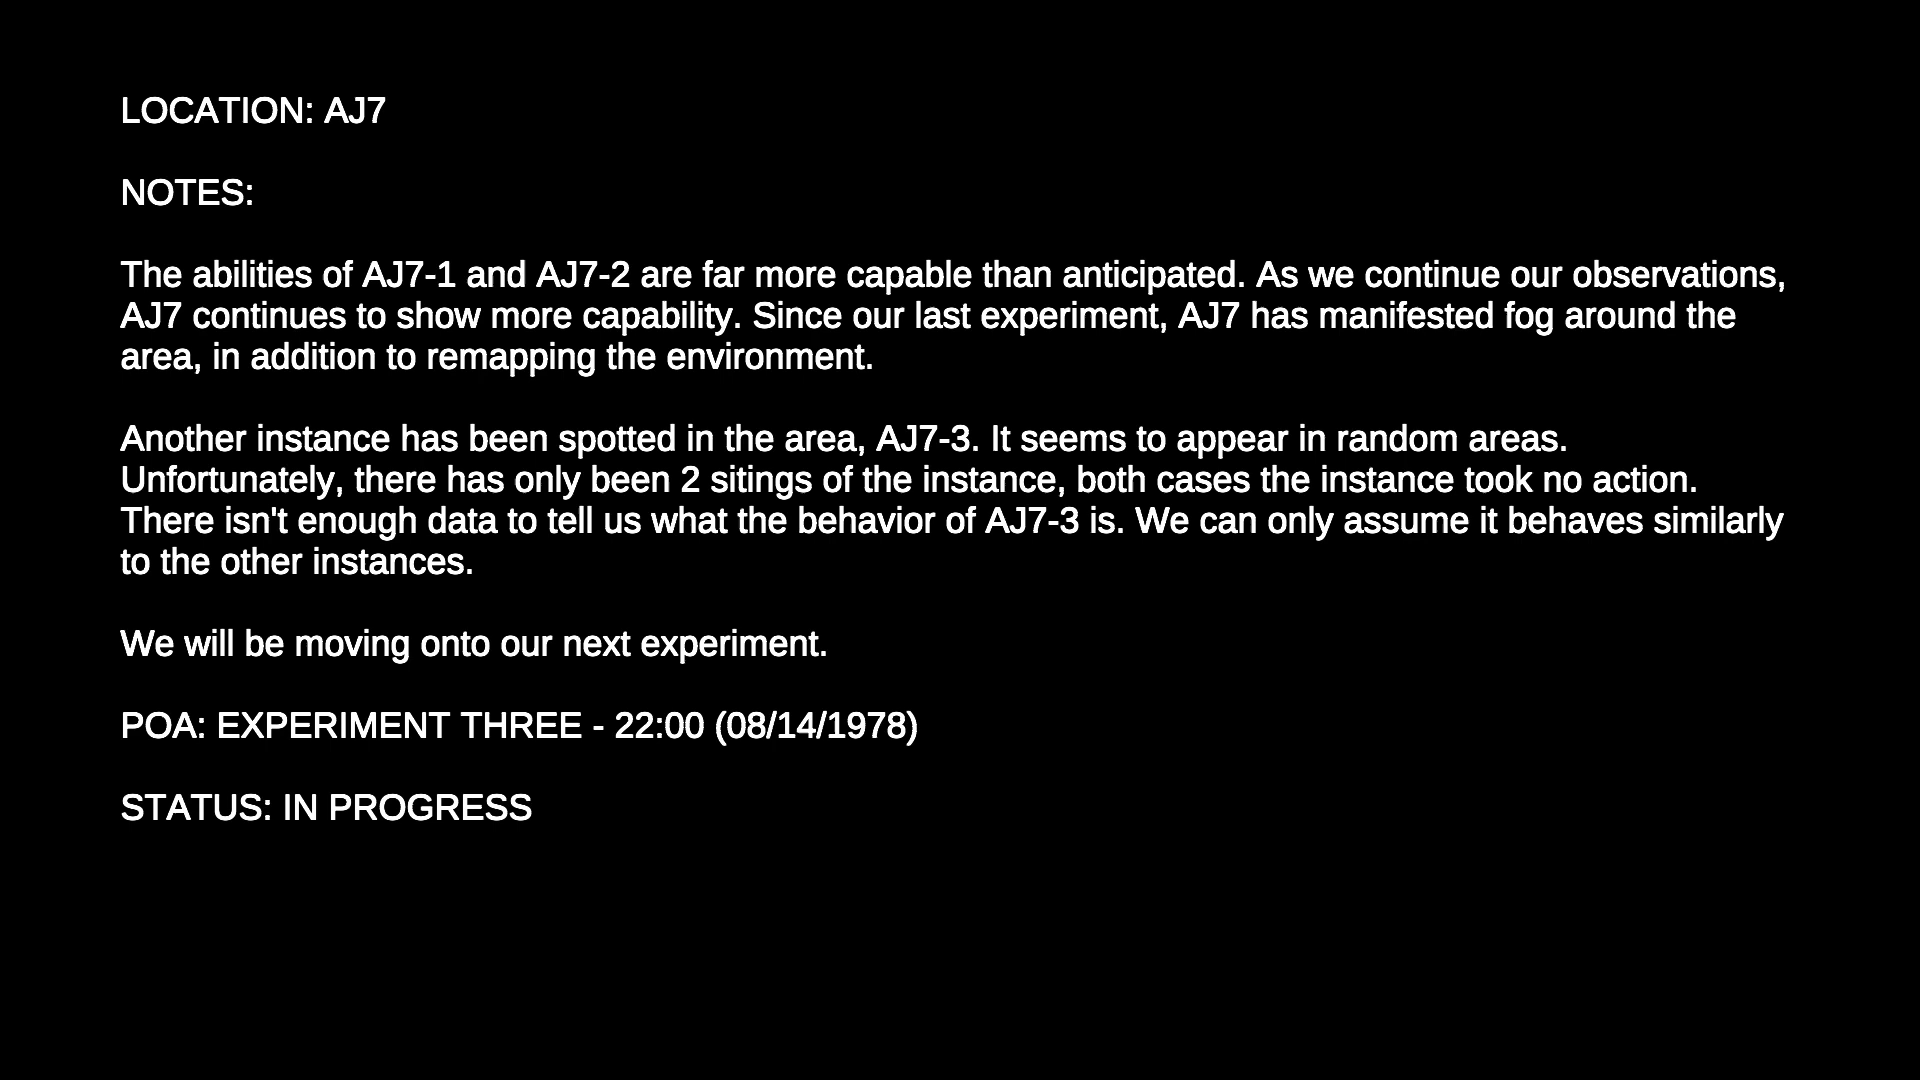 LOCATION: AJ7
NOTES:
The abilities of AJ7-1 and AJ7-2 are far more capable than anticipated. As we continue our observations,
AJ7 continues to show more capability. Since our last experiment, AJ7 has manifested fog around the
area, in addition to remapping the environment.
Another instance has been spotted in the area, AJ7-3. It seems to appear in random areas.
Unfortunately, there has only been 2 sitings of the instance, both cases the instance took no action.
There isn't enough data to tell us what the behavior of AJ7-3 is. We can only assume it behaves similarly
to the other instances.
We will be moving onto our next experiment.
POA: EXPERIMENT THREE - 22:00 (08/14/1978)
STATUS: IN PROGRESS